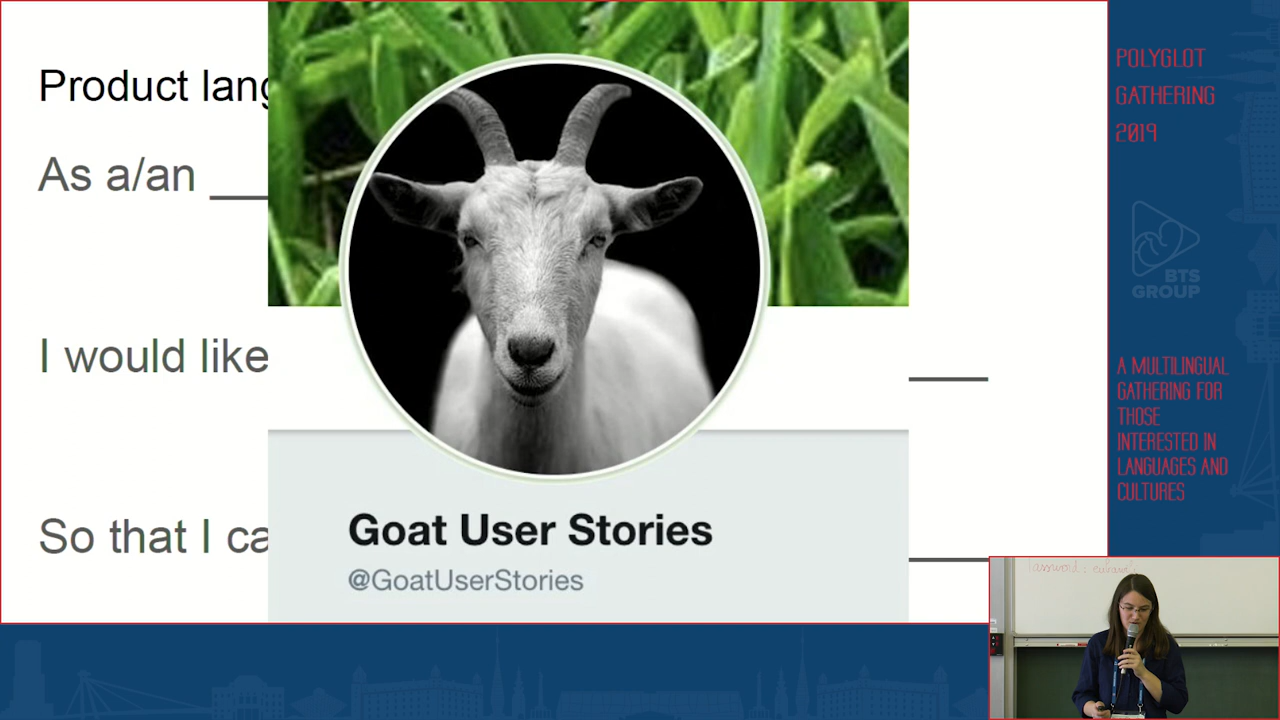 Product lang
As a/an
I would like
So that I ca
Goat User Stories
@GoatUserStories
POLYGLOT
GATHERING
2019
BTS
GROUP
A MULTILINGUAL
GATHERING FOR
THOSE
INTERESTED IN
LANGUAGES AND
CULTURES